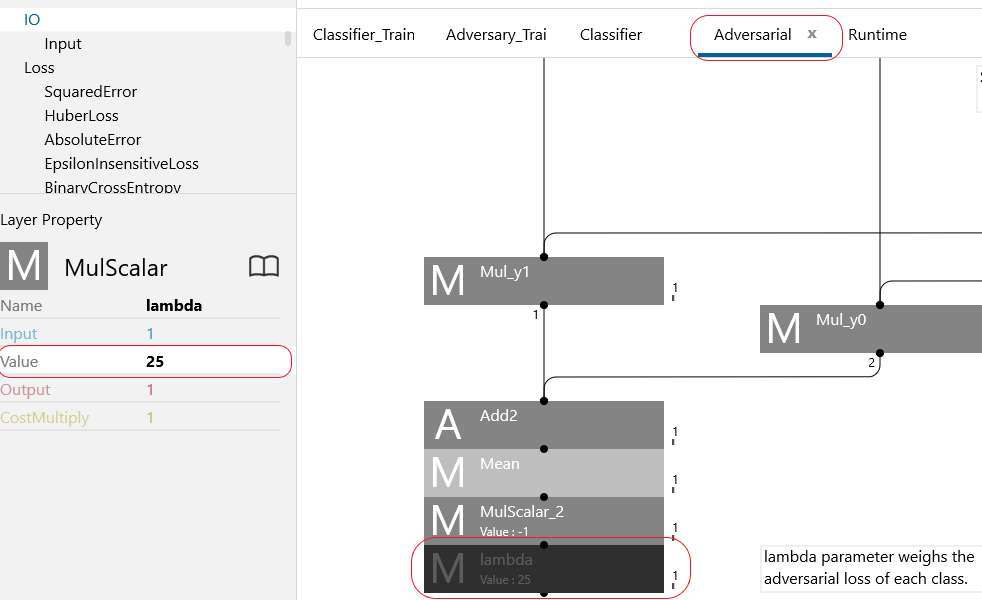 IO
Input
Loss
SquaredError
HuberLoss
AbsoluteError
EpsilonInsensitiveLoss
BinaryCrossEntropy
Layer Property
M MulScalar
Name lambda
Input 1
Value 25
Output 1
CostMultiply 1
Classifier_Train Adversary_Trai Classifier Adversarial x Runtime
M Mul_y1
1
1
M Mul_y0
2
A Add2
1
M Mean
1
M MulScalar_2
Value : -1
1
M lambda
Value : 25
1
lambda parameter weighs the
adversarial loss of each class.